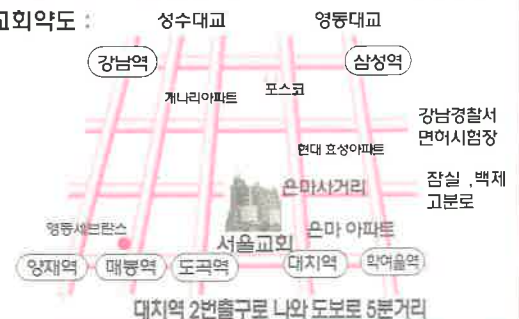 교회약도 :
성수대교
영동대교
강남역
삼성역
개나리아파트
포스코
강남경찰서
면허시험장
현대 효성아파트
은마사거리
잠실 ,백제
고분로
영동세브란스
서울교회
은마 아파트
양재역
매봉역
도곡역
대치역
학여울역
대치역 2번출구로 나와 도보로 5분거리